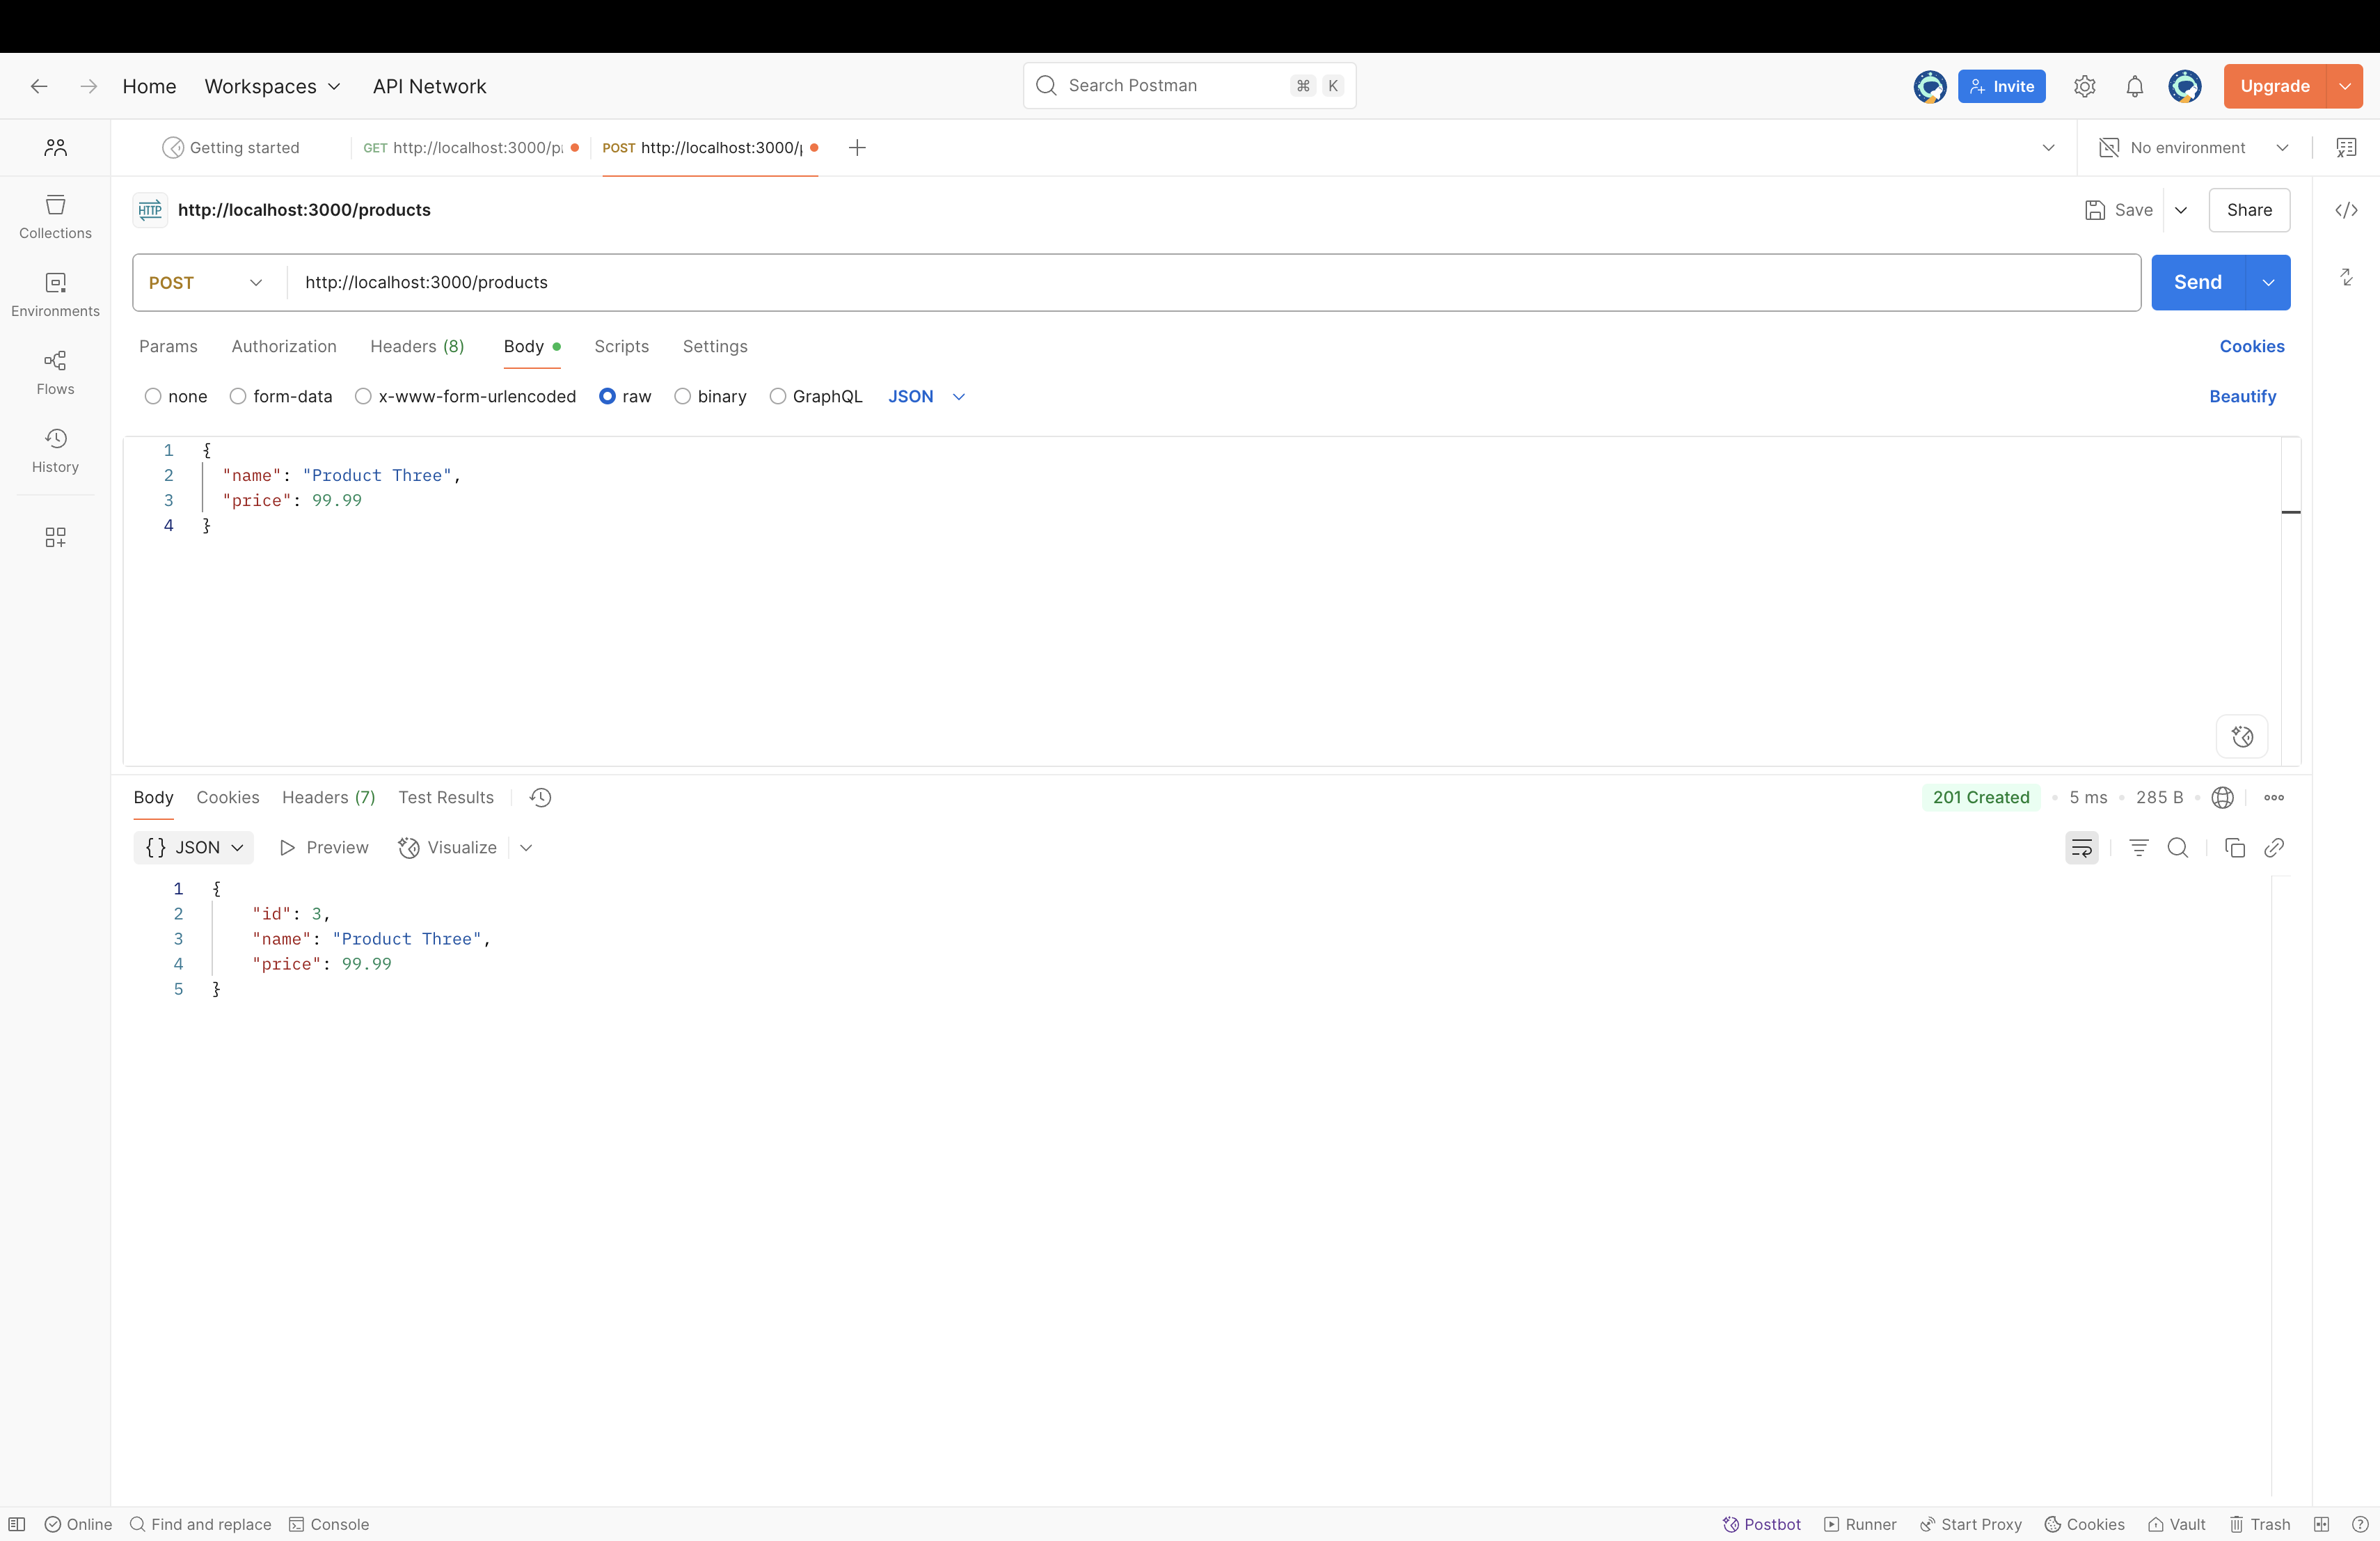 Home Workspaces API Network Search Postman ⌘ K Invite Upgrade
Getting started GET http://localhost:3000/p POST http://localhost:3000/ No environment
HTTP http://localhost:3000/products Save Share
Collections
POST http://localhost:3000/products Send
Environments
Params Authorization Headers (8) Body Scripts Settings Cookies
Flows
none form-data x-www-form-urlencoded raw binary GraphQL JSON Beautify
History
1 {
2 "name": "Product Three",
3 "price": 99.99
4 }
Body Cookies Headers (7) Test Results 201 Created • 5 ms • 285 B •
{} JSON Preview Visualize
1 {
2 "id": 3,
3 "name": "Product Three",
4 "price": 99.99
5 }
Online Find and replace Console Postbot Runner Start Proxy Cookies Vault Trash